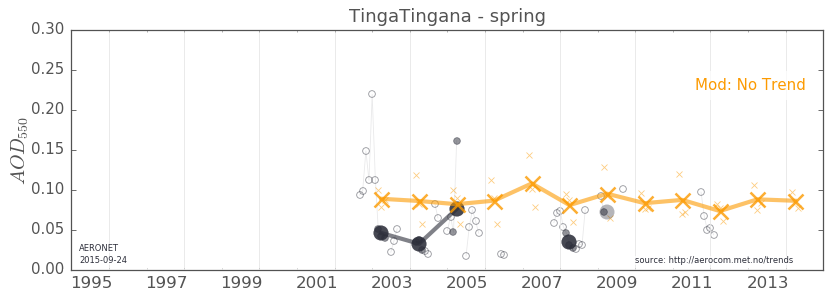 TingaTingana - spring
0.30
0.25
0.20
0.15
0.10
0.05
0.00
AOD550
Mod: No Trend
AERONET
2015-09-24
source: http://aerocom.met.no/trends
1995 1997 1999 2001 2003 2005 2007 2009 2011 2013